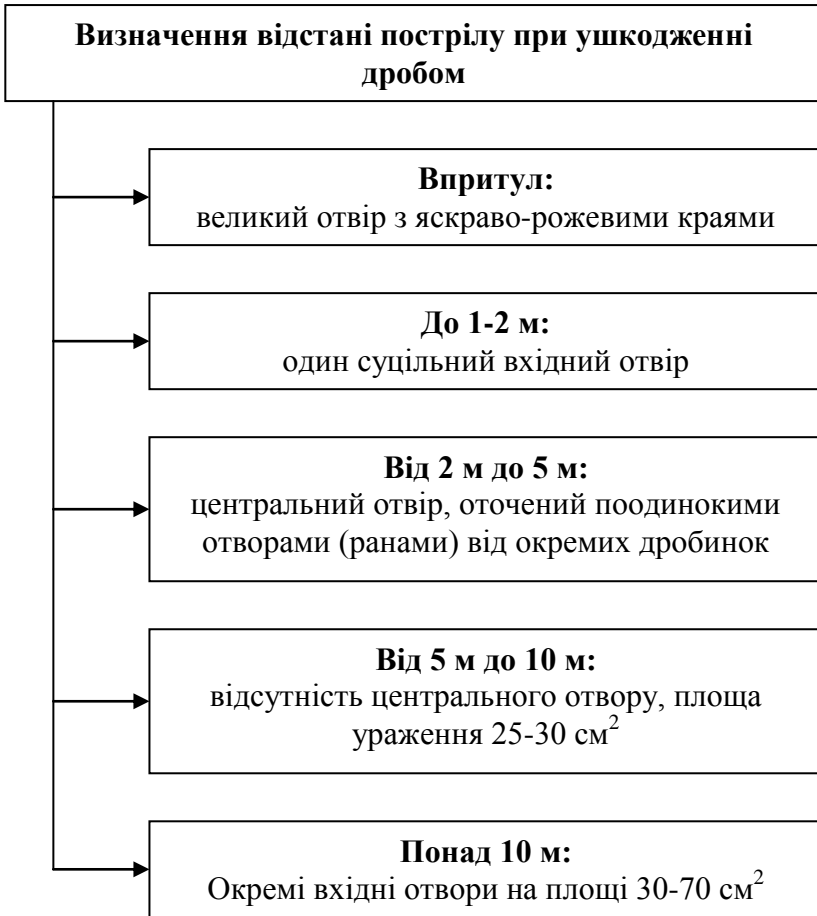 Визначення відстані пострілу при ушкодженні
дробом
Впритул:
великий отвір з яскраво-рожевими краями
До 1-2 м:
один суцільний вхідний отвір
Від 2 м до 5 м:
центральний отвір, оточений поодинокими
отворами (ранами) від окремих дробинок
Від 5 м до 10 м:
відсутність центрального отвору, площа
ураження 25-30 см²
Понад 10 м:
Окремі вхідні отвори на площі 30-70 см²